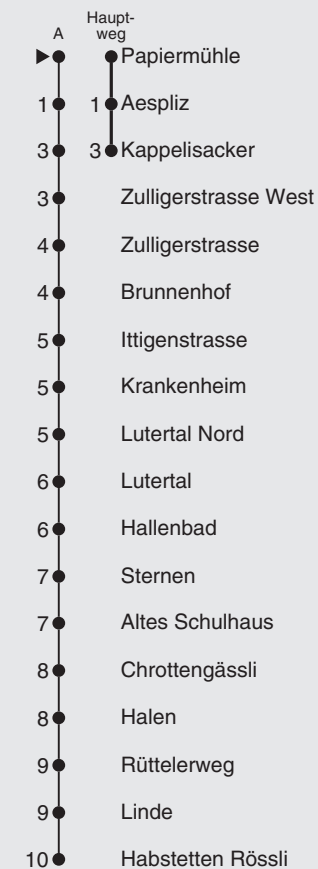 A Haupt-
weg
Papiermühle
1 1 Aespliz
3 3 Kappelisacker
3 Zulligerstrasse West
4 Zulligerstrasse
4 Brunnenhof
5 Ittigenstrasse
5 Krankenheim
5 Lutertal Nord
6 Lutertal
6 Hallenbad
7 Sternen
7 Altes Schulhaus
8 Chrottengässli
8 Halen
9 Rüttelerweg
9 Linde
10 Habstetten Rössli